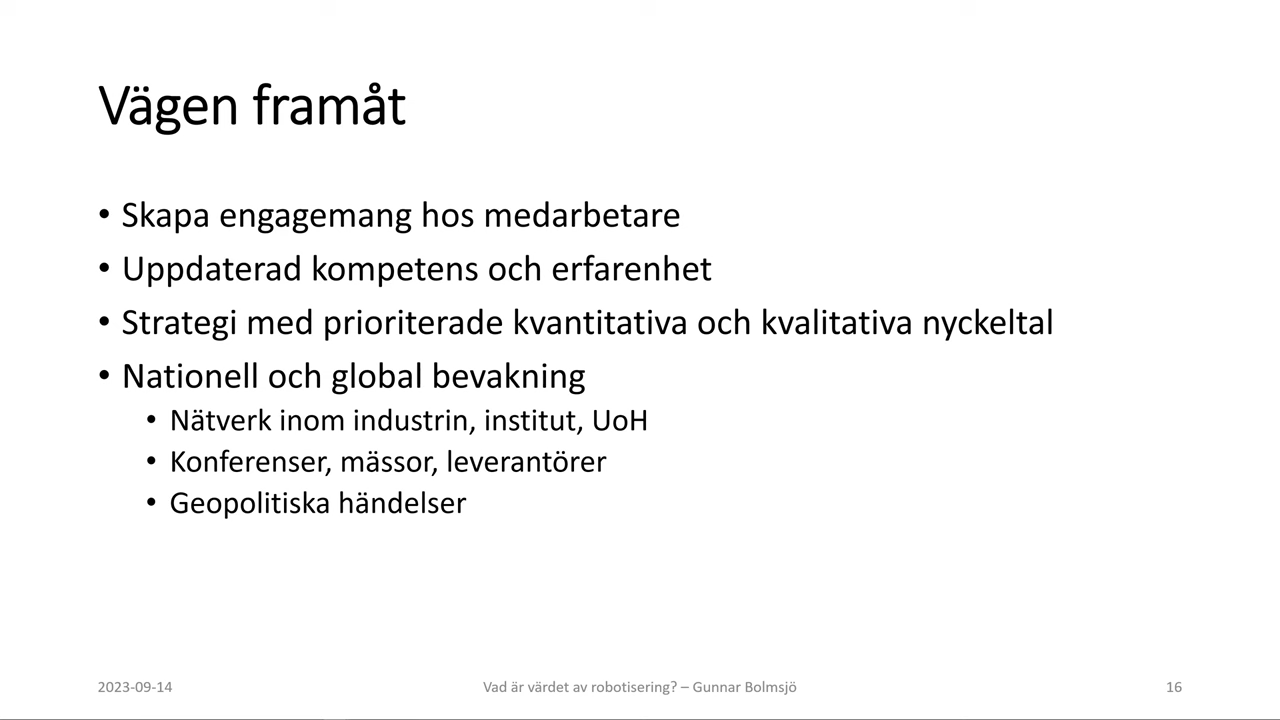 Vägen framåt
• Skapa engagemang hos medarbetare
• Uppdaterad kompetens och erfarenhet
• Strategi med prioriterade kvantitativa och kvalitativa nyckeltal
• Nationell och global bevakning
• Nätverk inom industrin, institut, UoH
• Konferenser, mässor, leverantörer
• Geopolitiska händelser
2023-09-14
Vad är värdet av robotisering? – Gunnar Bolmsjö
16